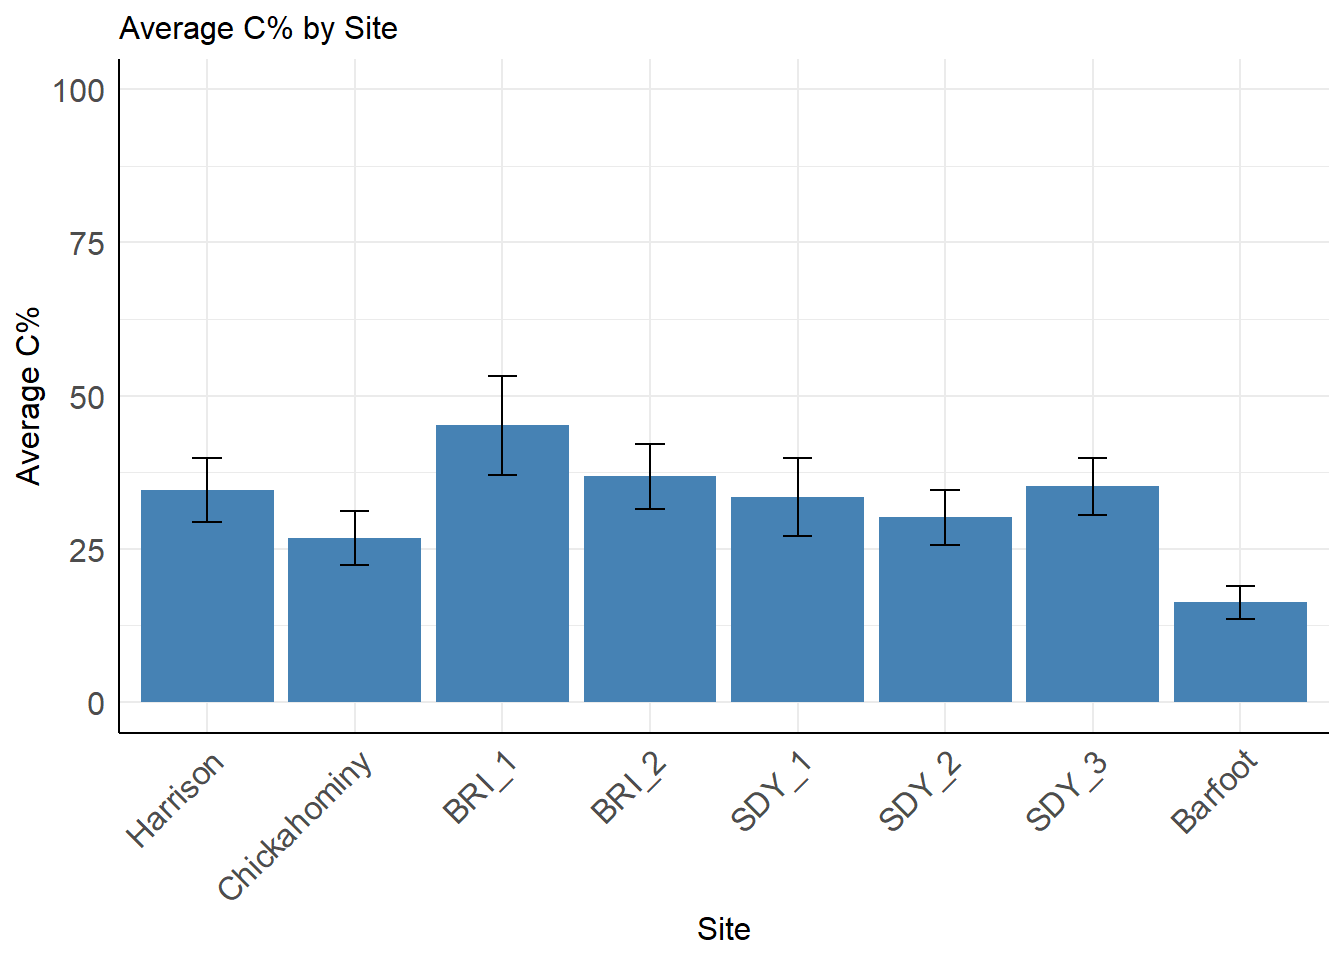 Average C% by Site
Average C%
100
75
50
25
0
Harrison
Chickahominy
BRI_1
BRI_2
SDY_1
SDY_2
SDY_3
Barfoot
Site